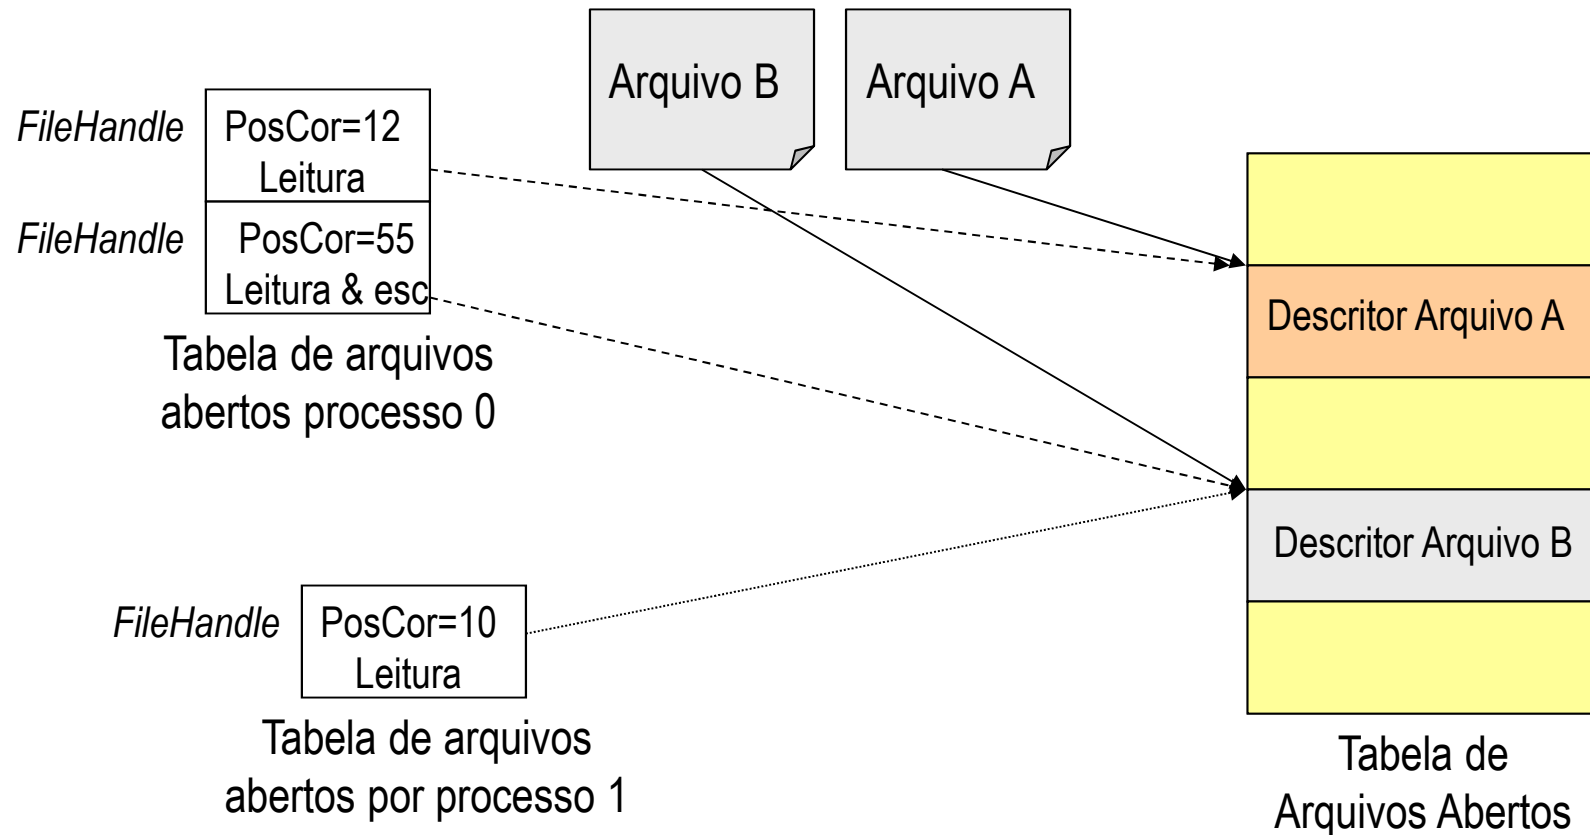 Arquivo B
Arquivo A
FileHandle
PosCor=12
Leitura
FileHandle
PosCor=55
Leitura & esc
Tabela de arquivos
abertos processo 0
Descritor Arquivo A
Descritor Arquivo B
FileHandle
PosCor=10
Leitura
Tabela de arquivos
abertos por processo 1
Tabela de
Arquivos Abertos